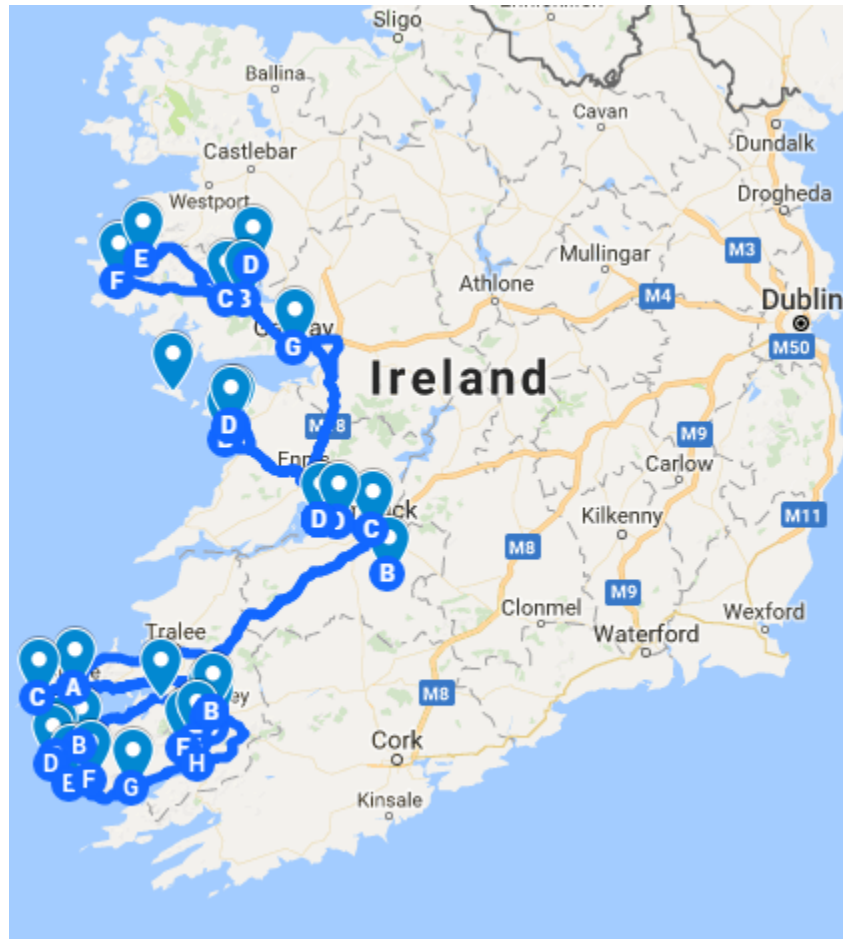 Sligo
Ballina
Cavan
Dundalk
Castlebar
Westport
Drogheda
E
F
D
C
B
M3
Mullingar
Athlone
M4
Dublin
G
M50
Ireland
D
M9
Carlow
D
C
Kilkenny
M11
B
M8
M9
Clonmel
Wexford
Tralee
Waterford
C
A
M8
B
F
D
B
H
E
F
G
Cork
Kinsale